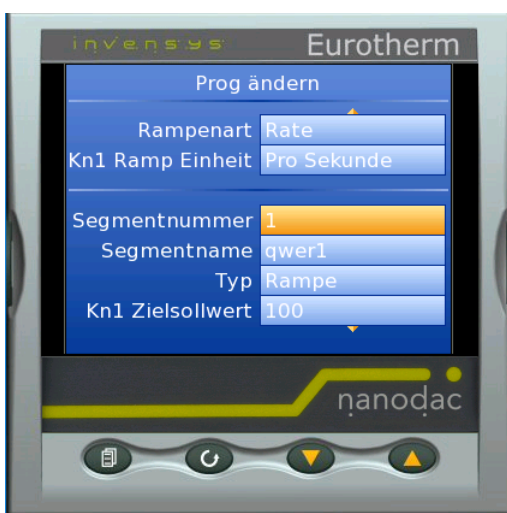 invensys Eurotherm
Prog ändern
Rampenart Rate
Kn1 Ramp Einheit Pro Sekunde
Segmentnummer 1
Segmentname qwer1
Typ Rampe
Kn1 Zielsollwert 100
nanodac